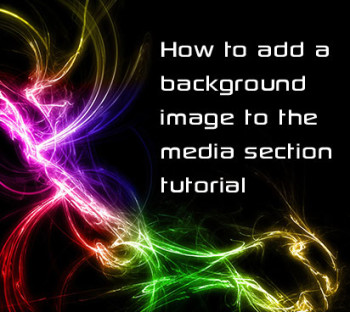 How to add a
background
image to the
media section
tutorial